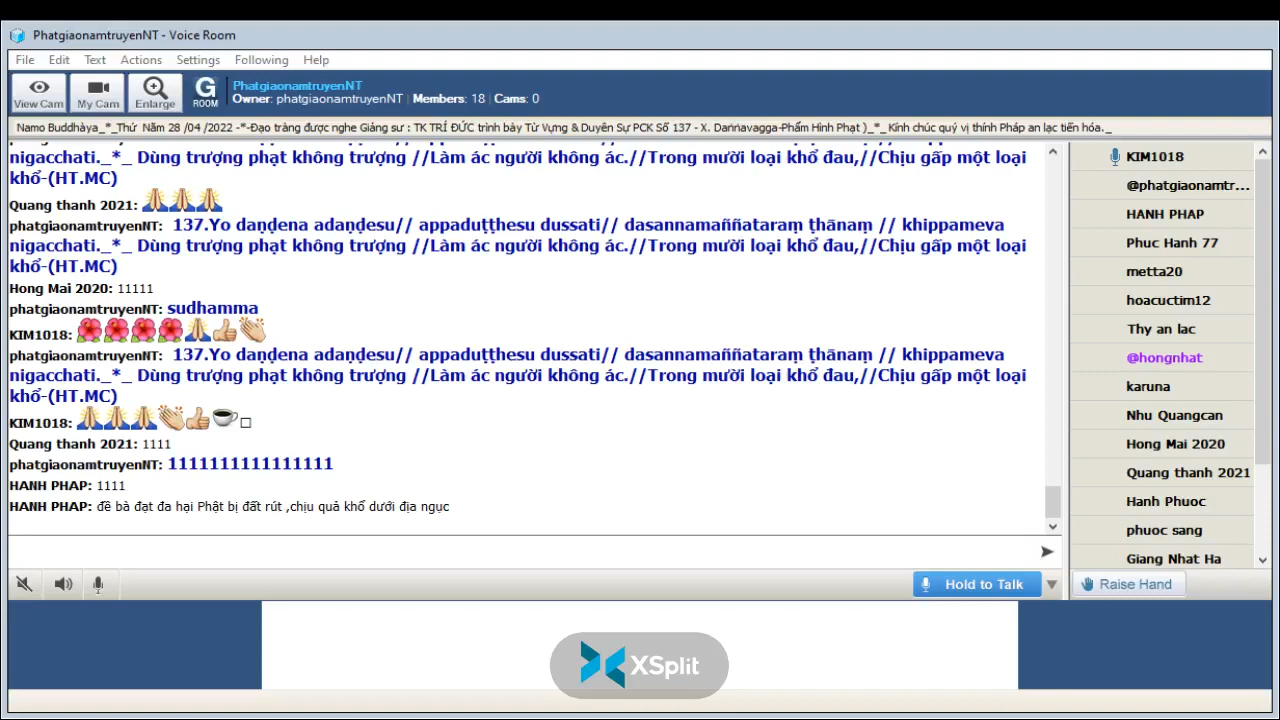 PhatgiaonamtruyenNT - Voice Room
File Edit Text Actions Settings Following Help
View Cam My Cam Enlarge G ROOM
PhatgiaonamtruyenNT
Owner: phatgiaonamtruyenNT | Members: 18 | Cams: 0
Namo Buddhàya_*_Thứ Năm 28 /04 /2022 -*-Đạo tràng được nghe Giảng sư : TK TRÍ ĐỨC trình bày Từ Vựng & Duyên Sự PCK Số 137 - X. Daṇḍavagga-Phẩm Hình Phạt )_*_ Kính chúc quý vị thính Pháp an lạc tiến hóa._
nigacchati._*_ Dùng trượng phạt không trượng //Làm ác người không ác.//Trong mười loại khổ đau,//Chịu gấp một loại
khổ-(HT.MC)
Quang thanh 2021: 🙏🙏🙏
phatgiaonamtruyenNT: 137.Yo daṇḍena adaṇḍesu// appaduṭṭhesu dussati// dasannamaññataraṃ ṭhānaṃ // khippameva
nigacchati._*_ Dùng trượng phạt không trượng //Làm ác người không ác.//Trong mười loại khổ đau,//Chịu gấp một loại
khổ-(HT.MC)
Hong Mai 2020: 11111
phatgiaonamtruyenNT: sudhamma
KIM1018: 🌺🌺🌺🌺🙏👍👏
phatgiaonamtruyenNT: 137.Yo daṇḍena adaṇḍesu// appaduṭṭhesu dussati// dasannamaññataraṃ ṭhānaṃ // khippameva
nigacchati._*_ Dùng trượng phạt không trượng //Làm ác người không ác.//Trong mười loại khổ đau,//Chịu gấp một loại
khổ-(HT.MC)
KIM1018: 🙏🙏🙏👏👍☕□
Quang thanh 2021: 1111
phatgiaonamtruyenNT: 1111111111111111
HANH PHAP: 1111
HANH PHAP: đề bà đạt đa hại Phật bị đất rút ,chịu quả khổ dưới địa ngục
KIM1018
@phatgiaonamtr...
HANH PHAP
Phuc Hanh 77
metta20
hoacuctim12
Thy an lac
@hongnhat
karuna
Nhu Quangcan
Hong Mai 2020
Quang thanh 2021
Hanh Phuoc
phuoc sang
Giang Nhat Ha
Hold to Talk
Raise Hand
XSplit